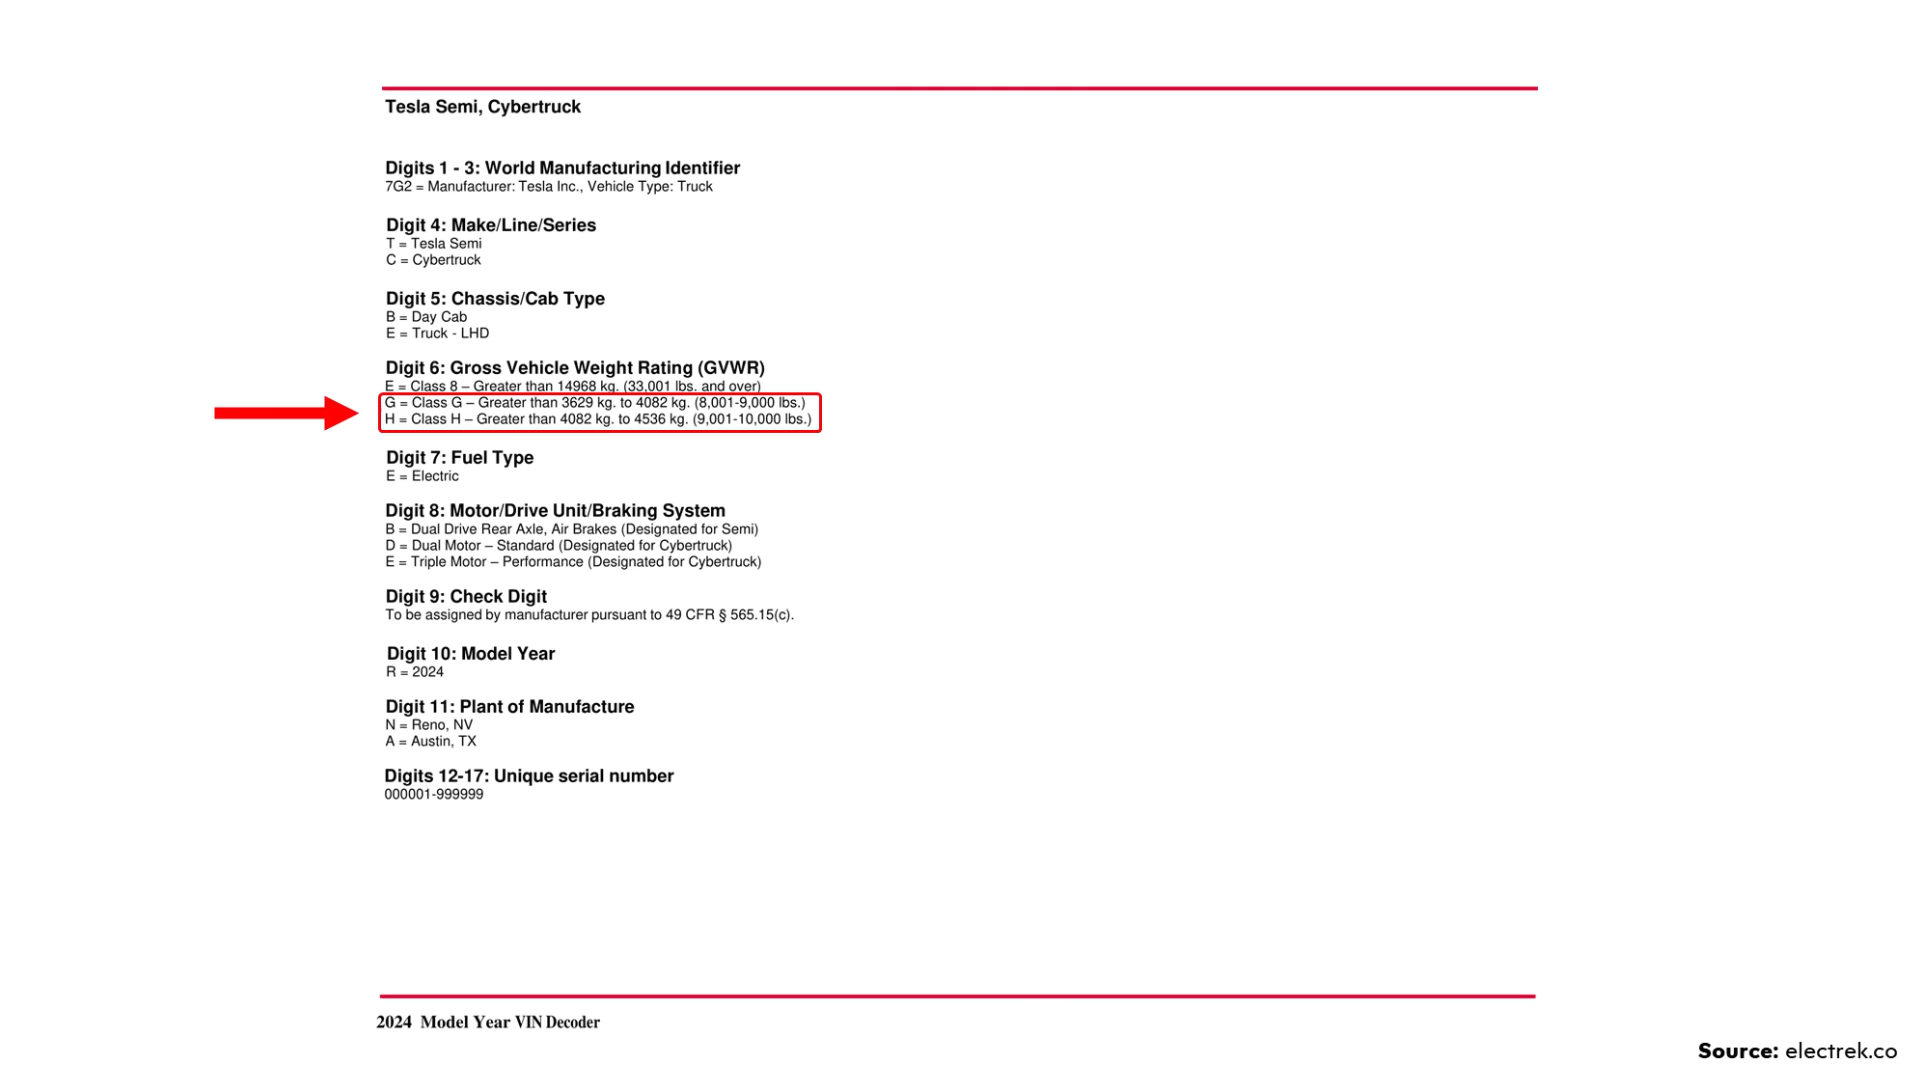 Tesla Semi, Cybertruck
Digits 1 - 3: World Manufacturing Identifier
7G2 = Manufacturer: Tesla Inc., Vehicle Type: Truck
Digit 4: Make/Line/Series
T = Tesla Semi
C = Cybertruck
Digit 5: Chassis/Cab Type
B = Day Cab
E = Truck - LHD
Digit 6: Gross Vehicle Weight Rating (GVWR)
E = Class 8 – Greater than 14968 kg. (33,001 lbs. and over)
G = Class G – Greater than 3629 kg. to 4082 kg. (8,001-9,000 lbs.)
H = Class H – Greater than 4082 kg. to 4536 kg. (9,001-10,000 lbs.)
Digit 7: Fuel Type
E = Electric
Digit 8: Motor/Drive Unit/Braking System
B = Dual Drive Rear Axle, Air Brakes (Designated for Semi)
D = Dual Motor – Standard (Designated for Cybertruck)
E = Triple Motor – Performance (Designated for Cybertruck)
Digit 9: Check Digit
To be assigned by manufacturer pursuant to 49 CFR § 565.15(c).
Digit 10: Model Year
R = 2024
Digit 11: Plant of Manufacture
N = Reno, NV
A = Austin, TX
Digits 12-17: Unique serial number
000001-999999
2024 Model Year VIN Decoder
Source: electrek.co